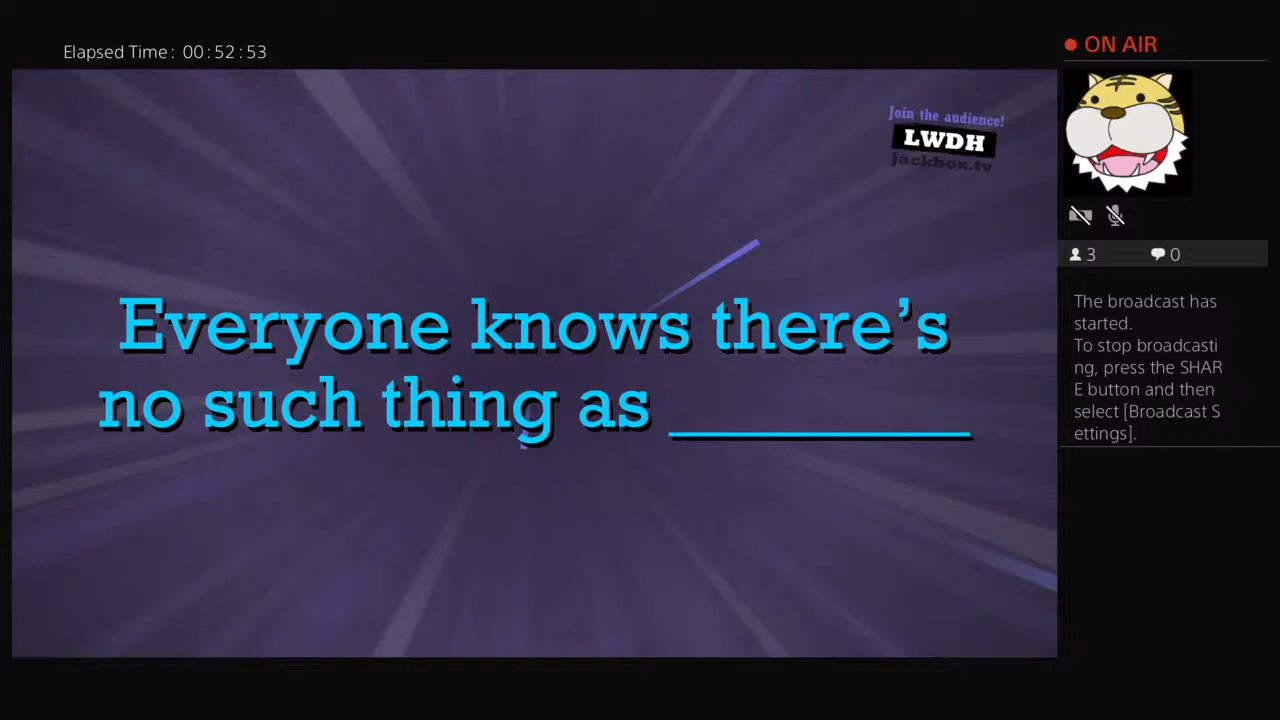 Elapsed Time: 00:52:53
ON AIR
Join the audience!
LWDH
jackbox.tv
3
0
Everyone knows there’s
no such thing as __________
The broadcast has
started.
To stop broadcasti
ng, press the SHAR
E button and then
select [Broadcast S
ettings].